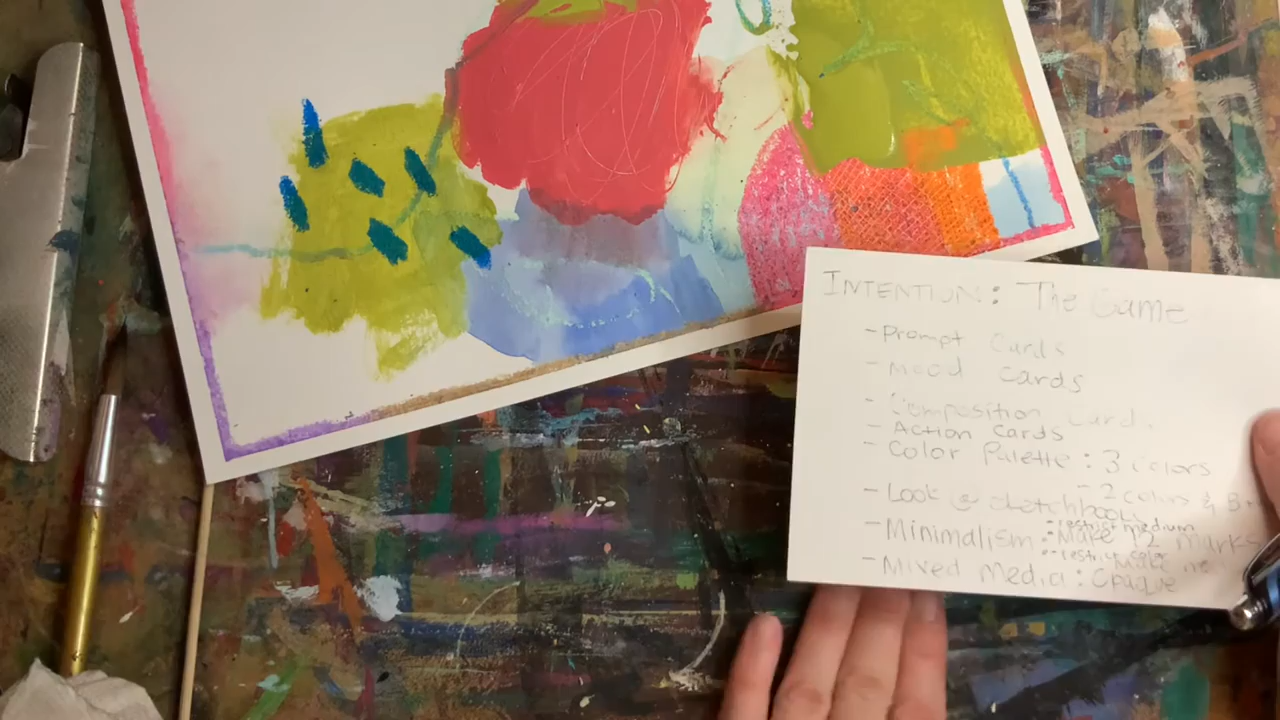 INTENTION: The Game
- Prompt Cards
- Mood Cards
- Composition Card
- Action Cards
- Color Palette: 3 colors
- 2 colors &
- Look @ sketchbook
- restrict medium
- Minimalism: Make 12 marks
- restrict color
- Mixed Media: Opaque